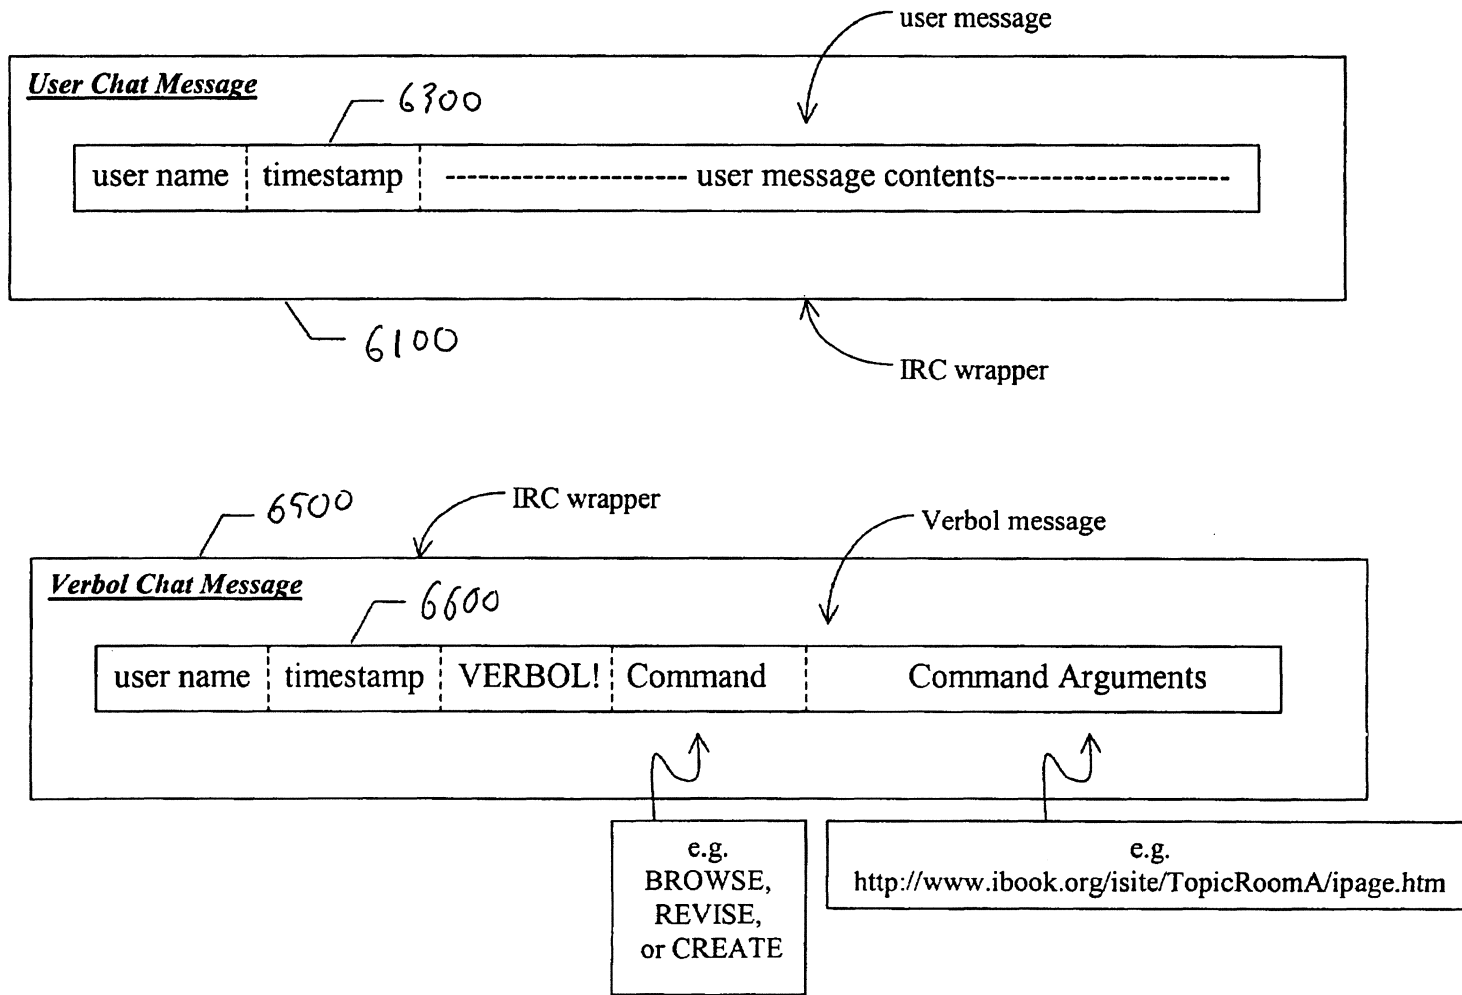 user message
User Chat Message
6300
user name timestamp -------------------- user message contents--------------------
6100
IRC wrapper
6500
IRC wrapper
Verbol message
Verbol Chat Message
6600
user name timestamp VERBOL! Command Command Arguments
e.g.
BROWSE,
REVISE,
or CREATE
e.g.
http://www.ibook.org/isite/TopicRoomA/ipage.htm